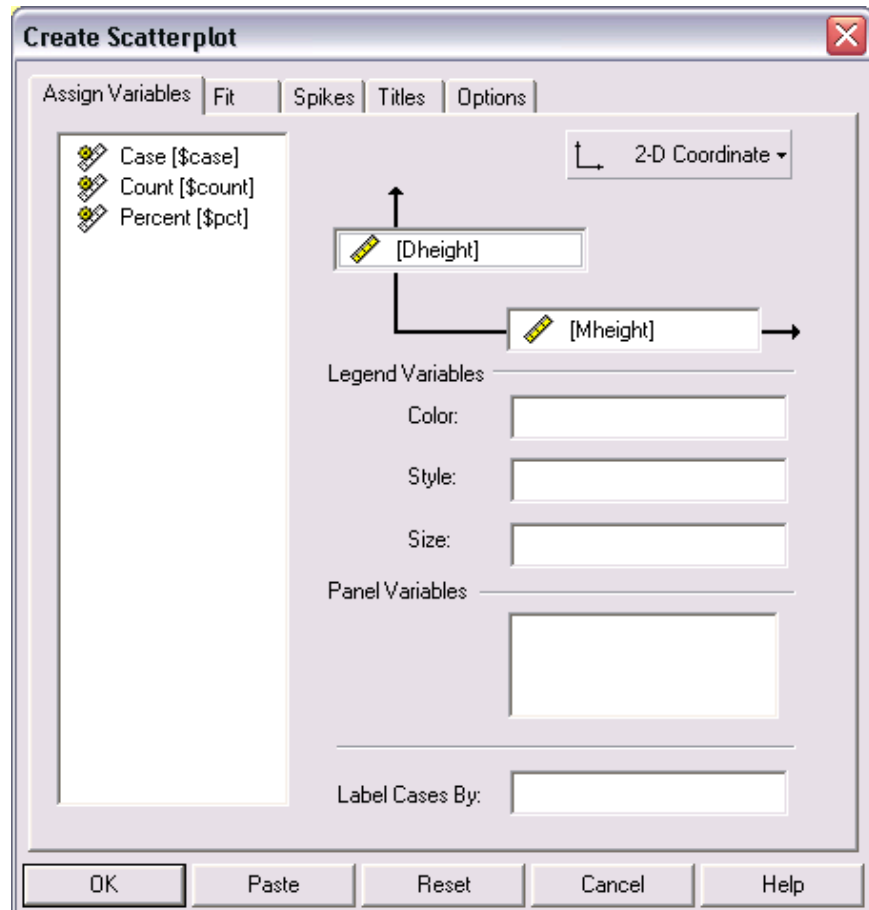 Create Scatterplot
Assign Variables Fit Spikes Titles Options
Case [$case]
Count [$count]
Percent [$pct]
2-D Coordinate
[Dheight]
[Mheight]
Legend Variables
Color:
Style:
Size:
Panel Variables
Label Cases By:
OK Paste Reset Cancel Help